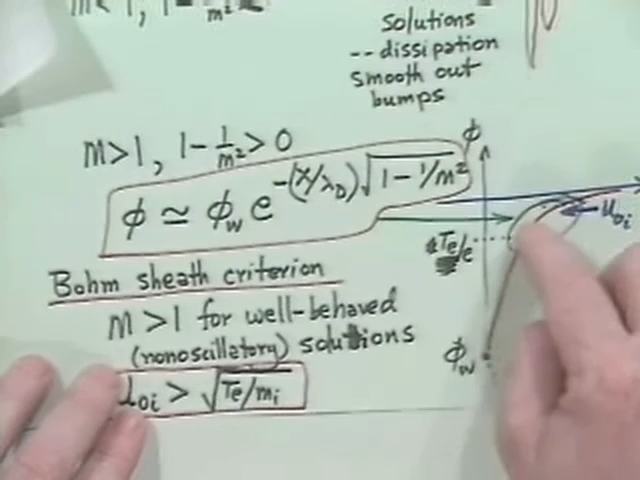 Solutions
-- dissipation
smooth out
bumps
M>1, 1-1/m²>0
φ ≃ φw e^-(x/λD)√1-1/m²
φ
u0i
Te/e
Bohm sheath criterion
M>1 for well-behaved
(nonoscillatory) solutions
φw
0i > √Te/mi